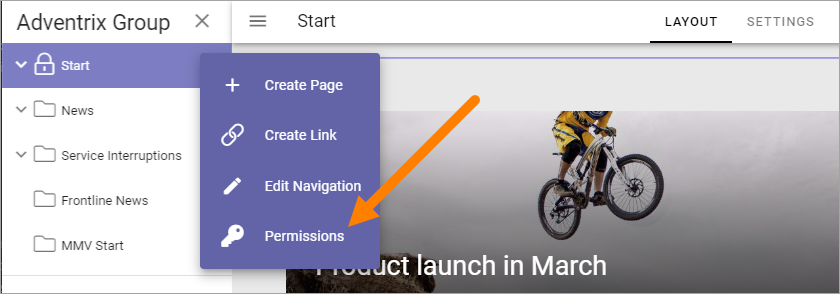 Adventrix Group
Start
LAYOUT
SETTINGS
Start
Create Page
News
Create Link
Service Interruptions
Edit Navigation
Frontline News
Permissions
MMV Start
Product launch in March